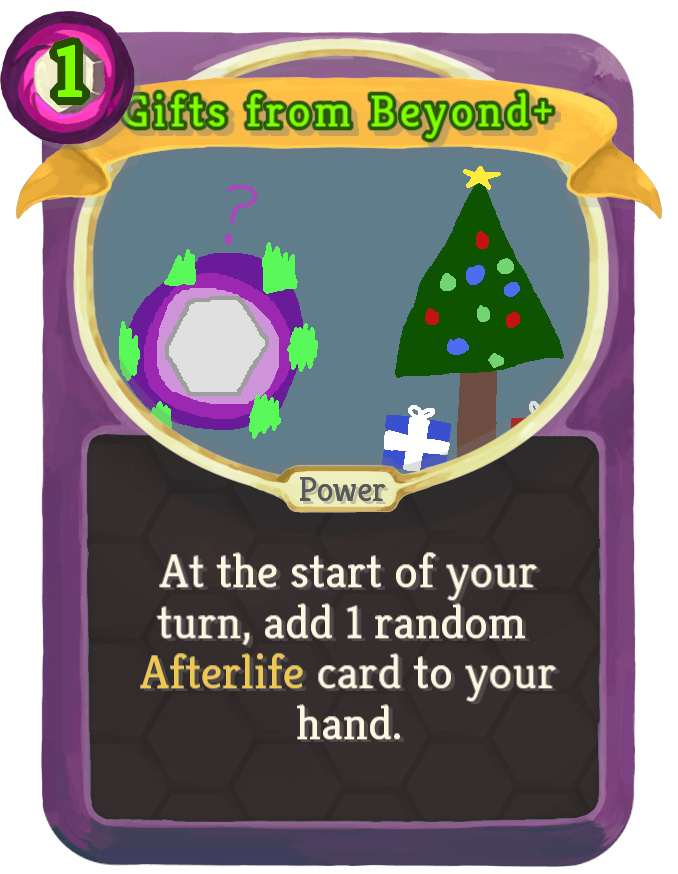 1
Gifts from Beyond+
?
Power
At the start of your
turn, add 1 random
Afterlife card to your
hand.